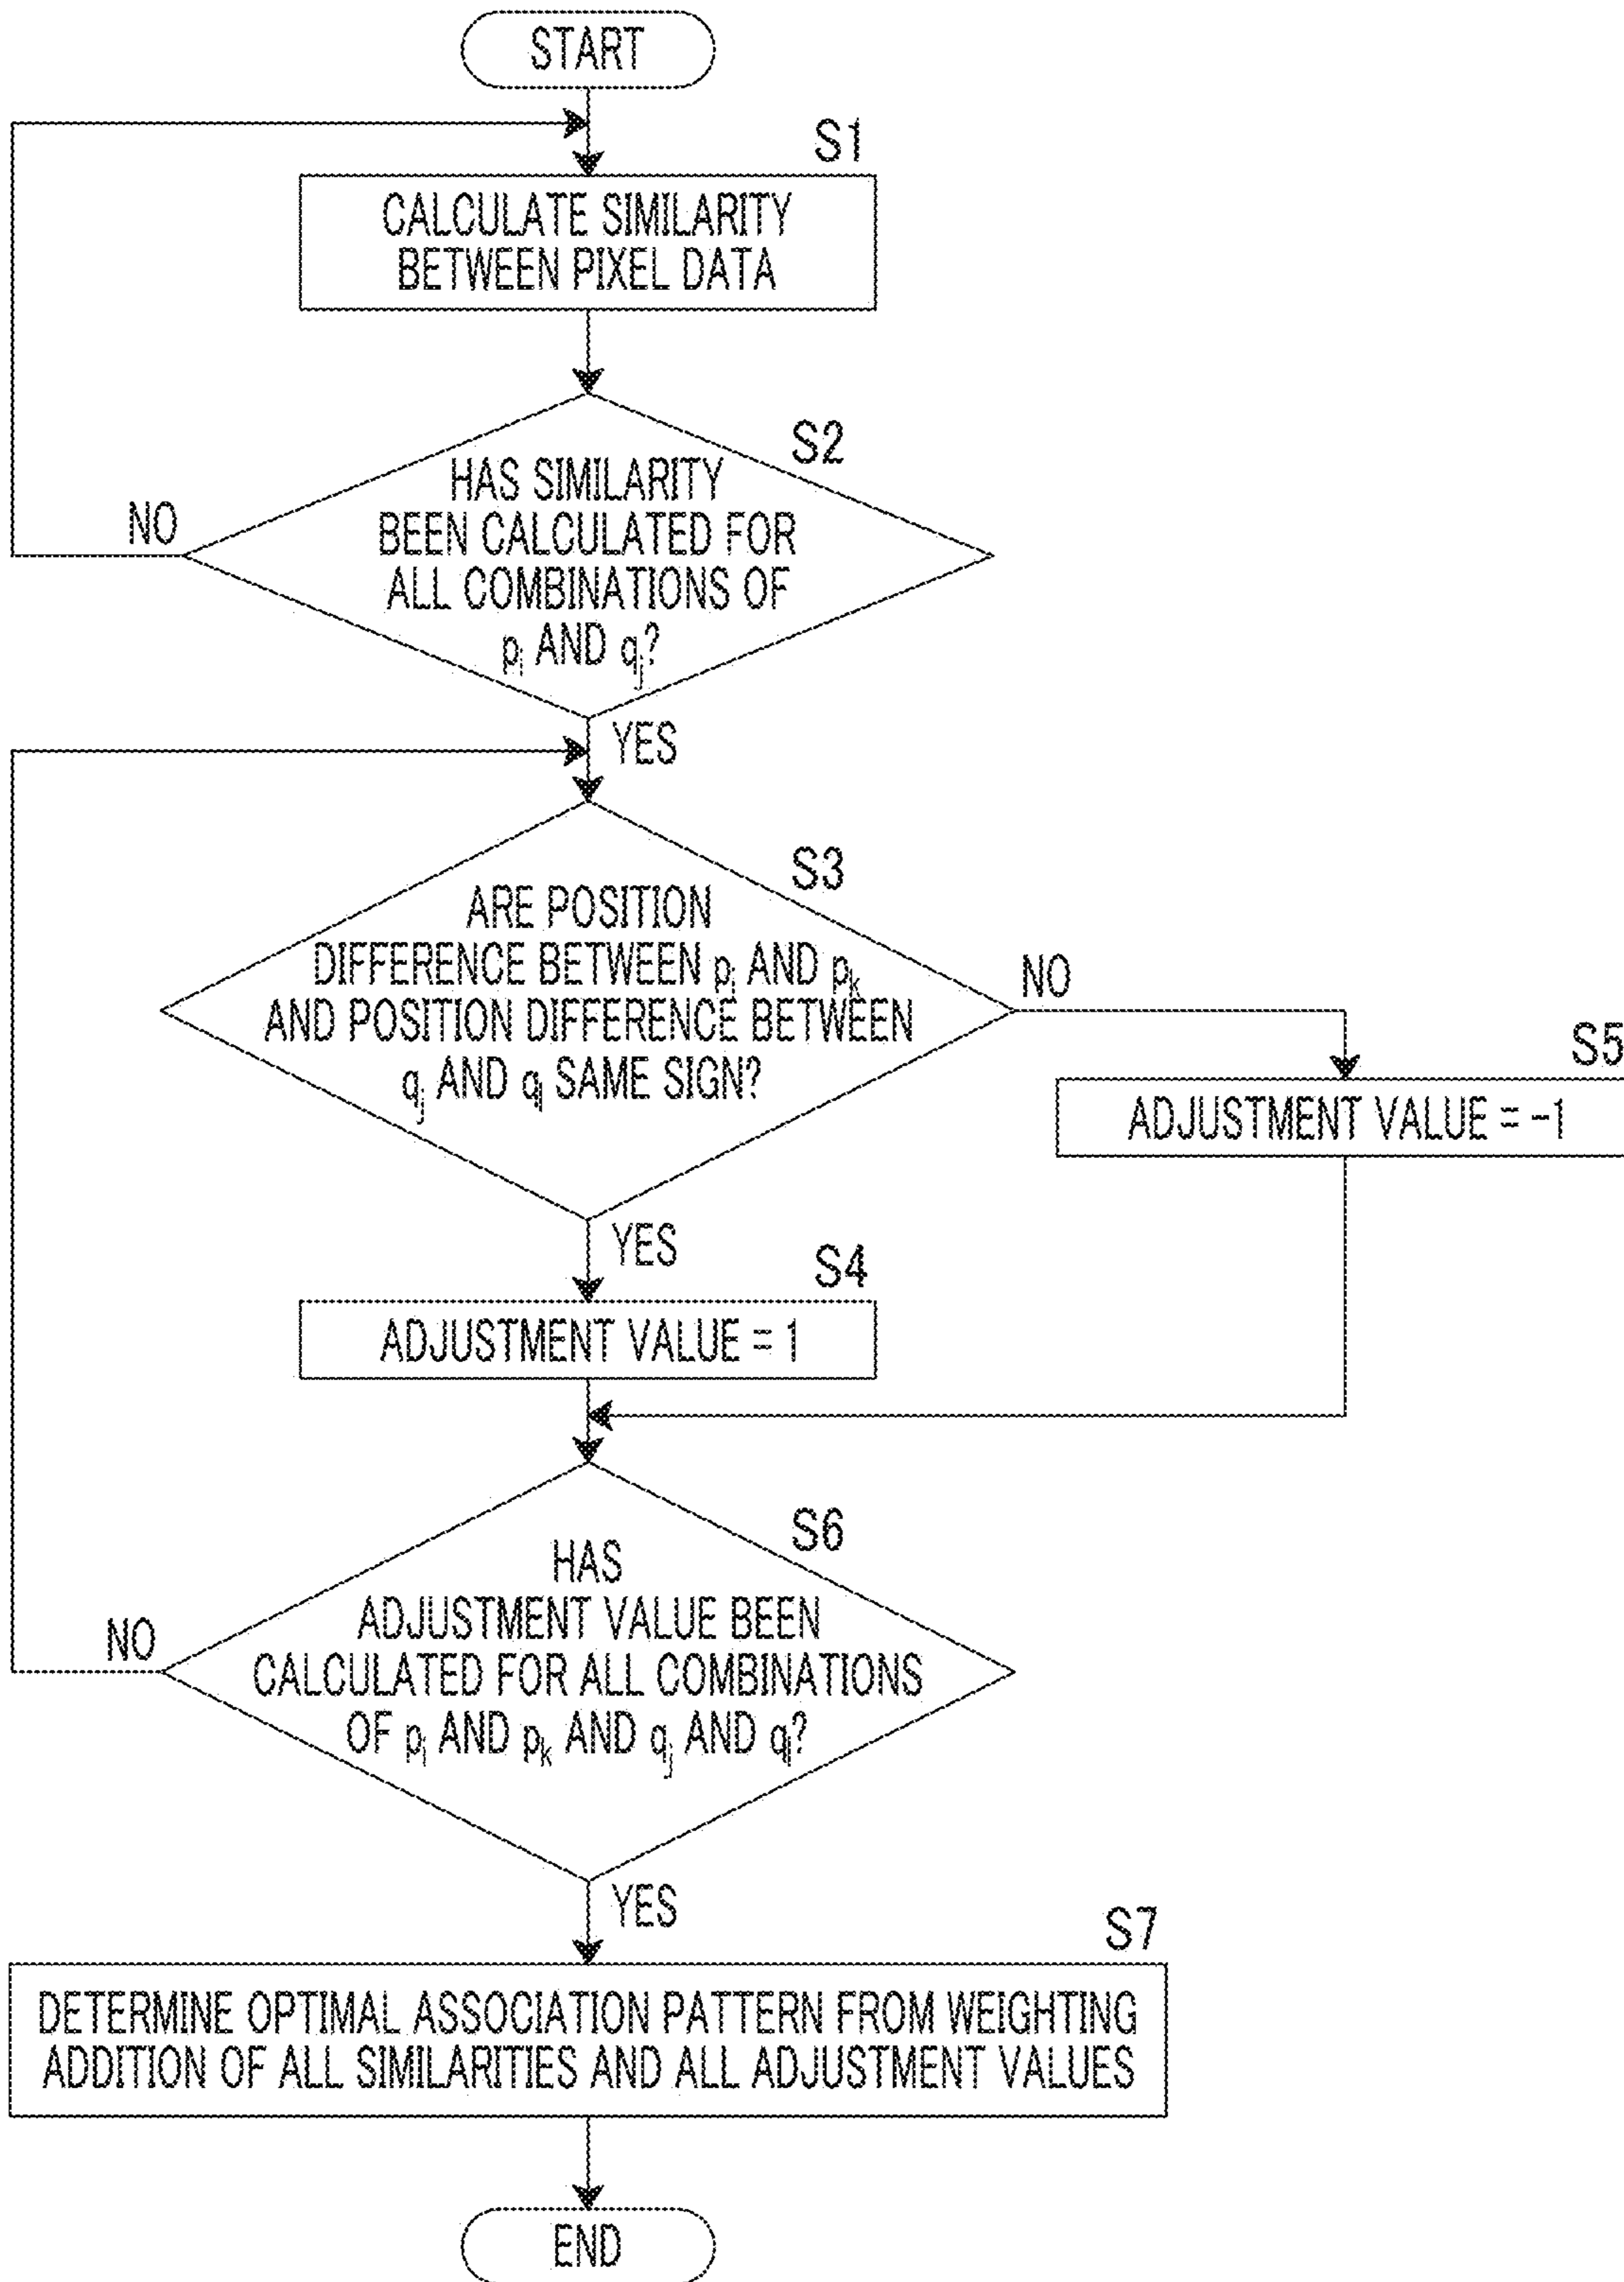 START
S1
CALCULATE SIMILARITY
BETWEEN PIXEL DATA
S2
HAS SIMILARITY
BEEN CALCULATED FOR
ALL COMBINATIONS OF
pi AND qj?
NO
YES
S3
ARE POSITION
DIFFERENCE BETWEEN pi AND pk
AND POSITION DIFFERENCE BETWEEN
qj AND ql SAME SIGN?
NO
S5
ADJUSTMENT VALUE = -1
YES
S4
ADJUSTMENT VALUE = 1
S6
HAS
ADJUSTMENT VALUE BEEN
CALCULATED FOR ALL COMBINATIONS
OF pi AND pk AND qj AND ql?
NO
YES
S7
DETERMINE OPTIMAL ASSOCIATION PATTERN FROM WEIGHTING
ADDITION OF ALL SIMILARITIES AND ALL ADJUSTMENT VALUES
END